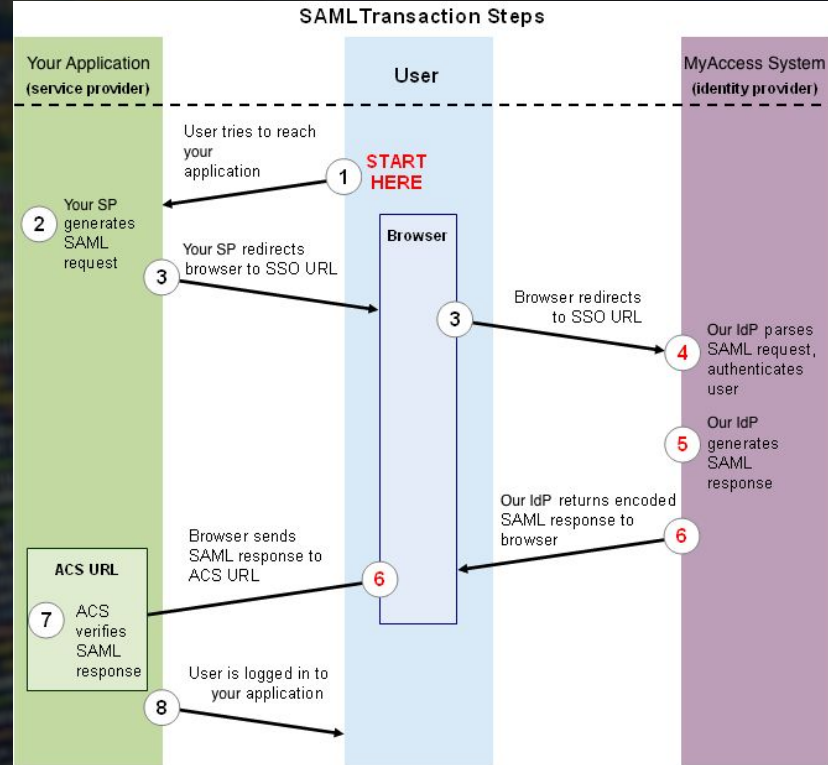 SAML Transaction Steps
Your Application
(service provider)
User
MyAccess System
(identity provider)
User tries to reach
your
application
1
START
HERE
2
Your SP
generates
SAML
request
3
Your SP redirects
browser to SSO URL
Browser
3
Browser redirects
to SSO URL
4
Our IdP parses
SAML request,
authenticates
user
5
Our IdP
generates
SAML
response
Our IdP returns encoded
SAML response to
browser
6
Browser sends
SAML response to
ACS URL
6
ACS URL
7
ACS
verifies
SAML
response
User is logged in to
your application
8